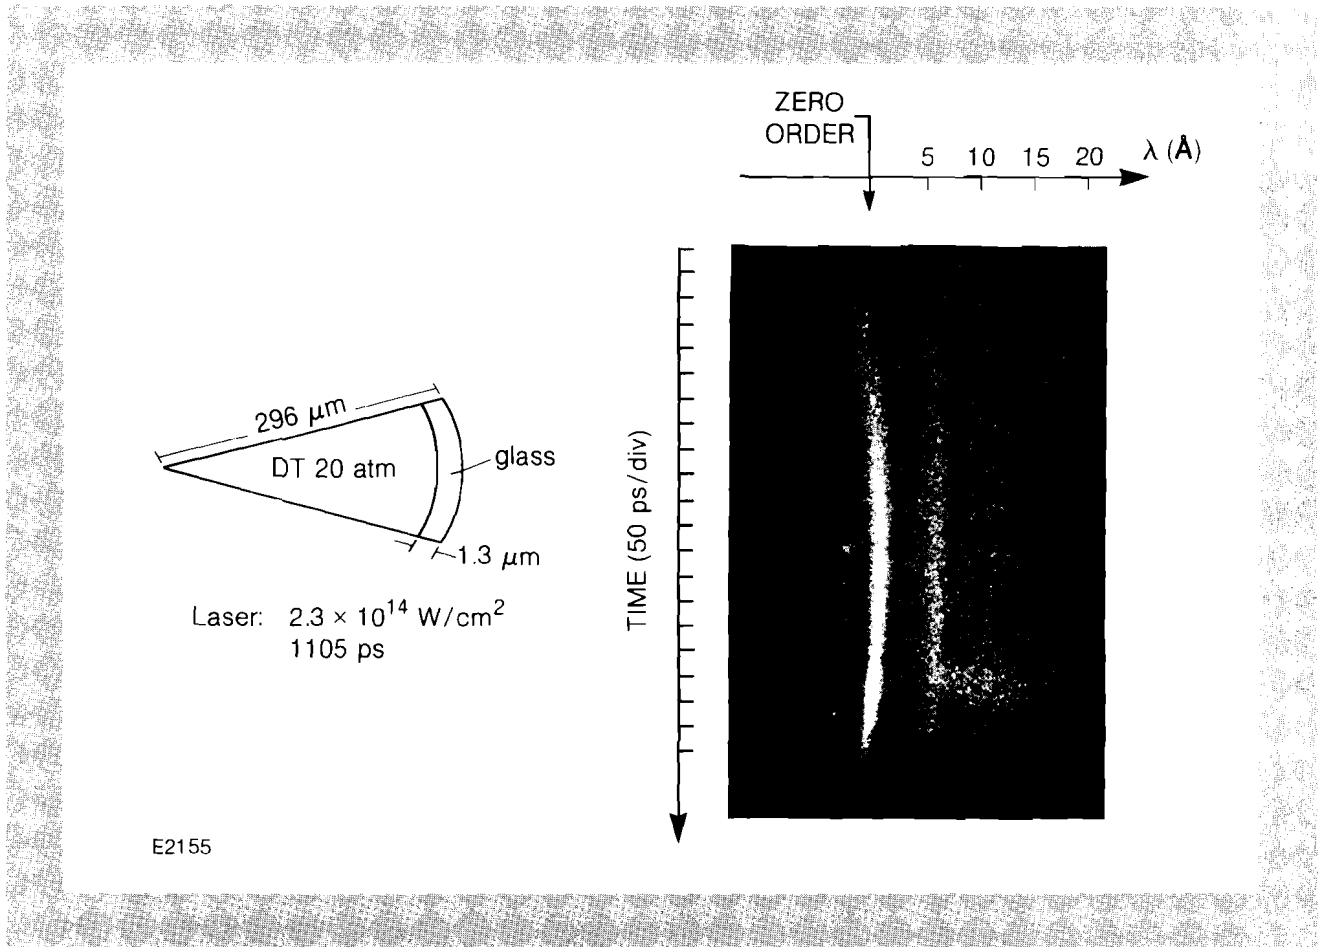 ZERO
ORDER
5 10 15 20 λ (Å)
296 μm
DT 20 atm
glass
1.3 μm
Laser: 2.3 × 10¹⁴ W/cm²
1105 ps
TIME (50 ps/div)
E2155